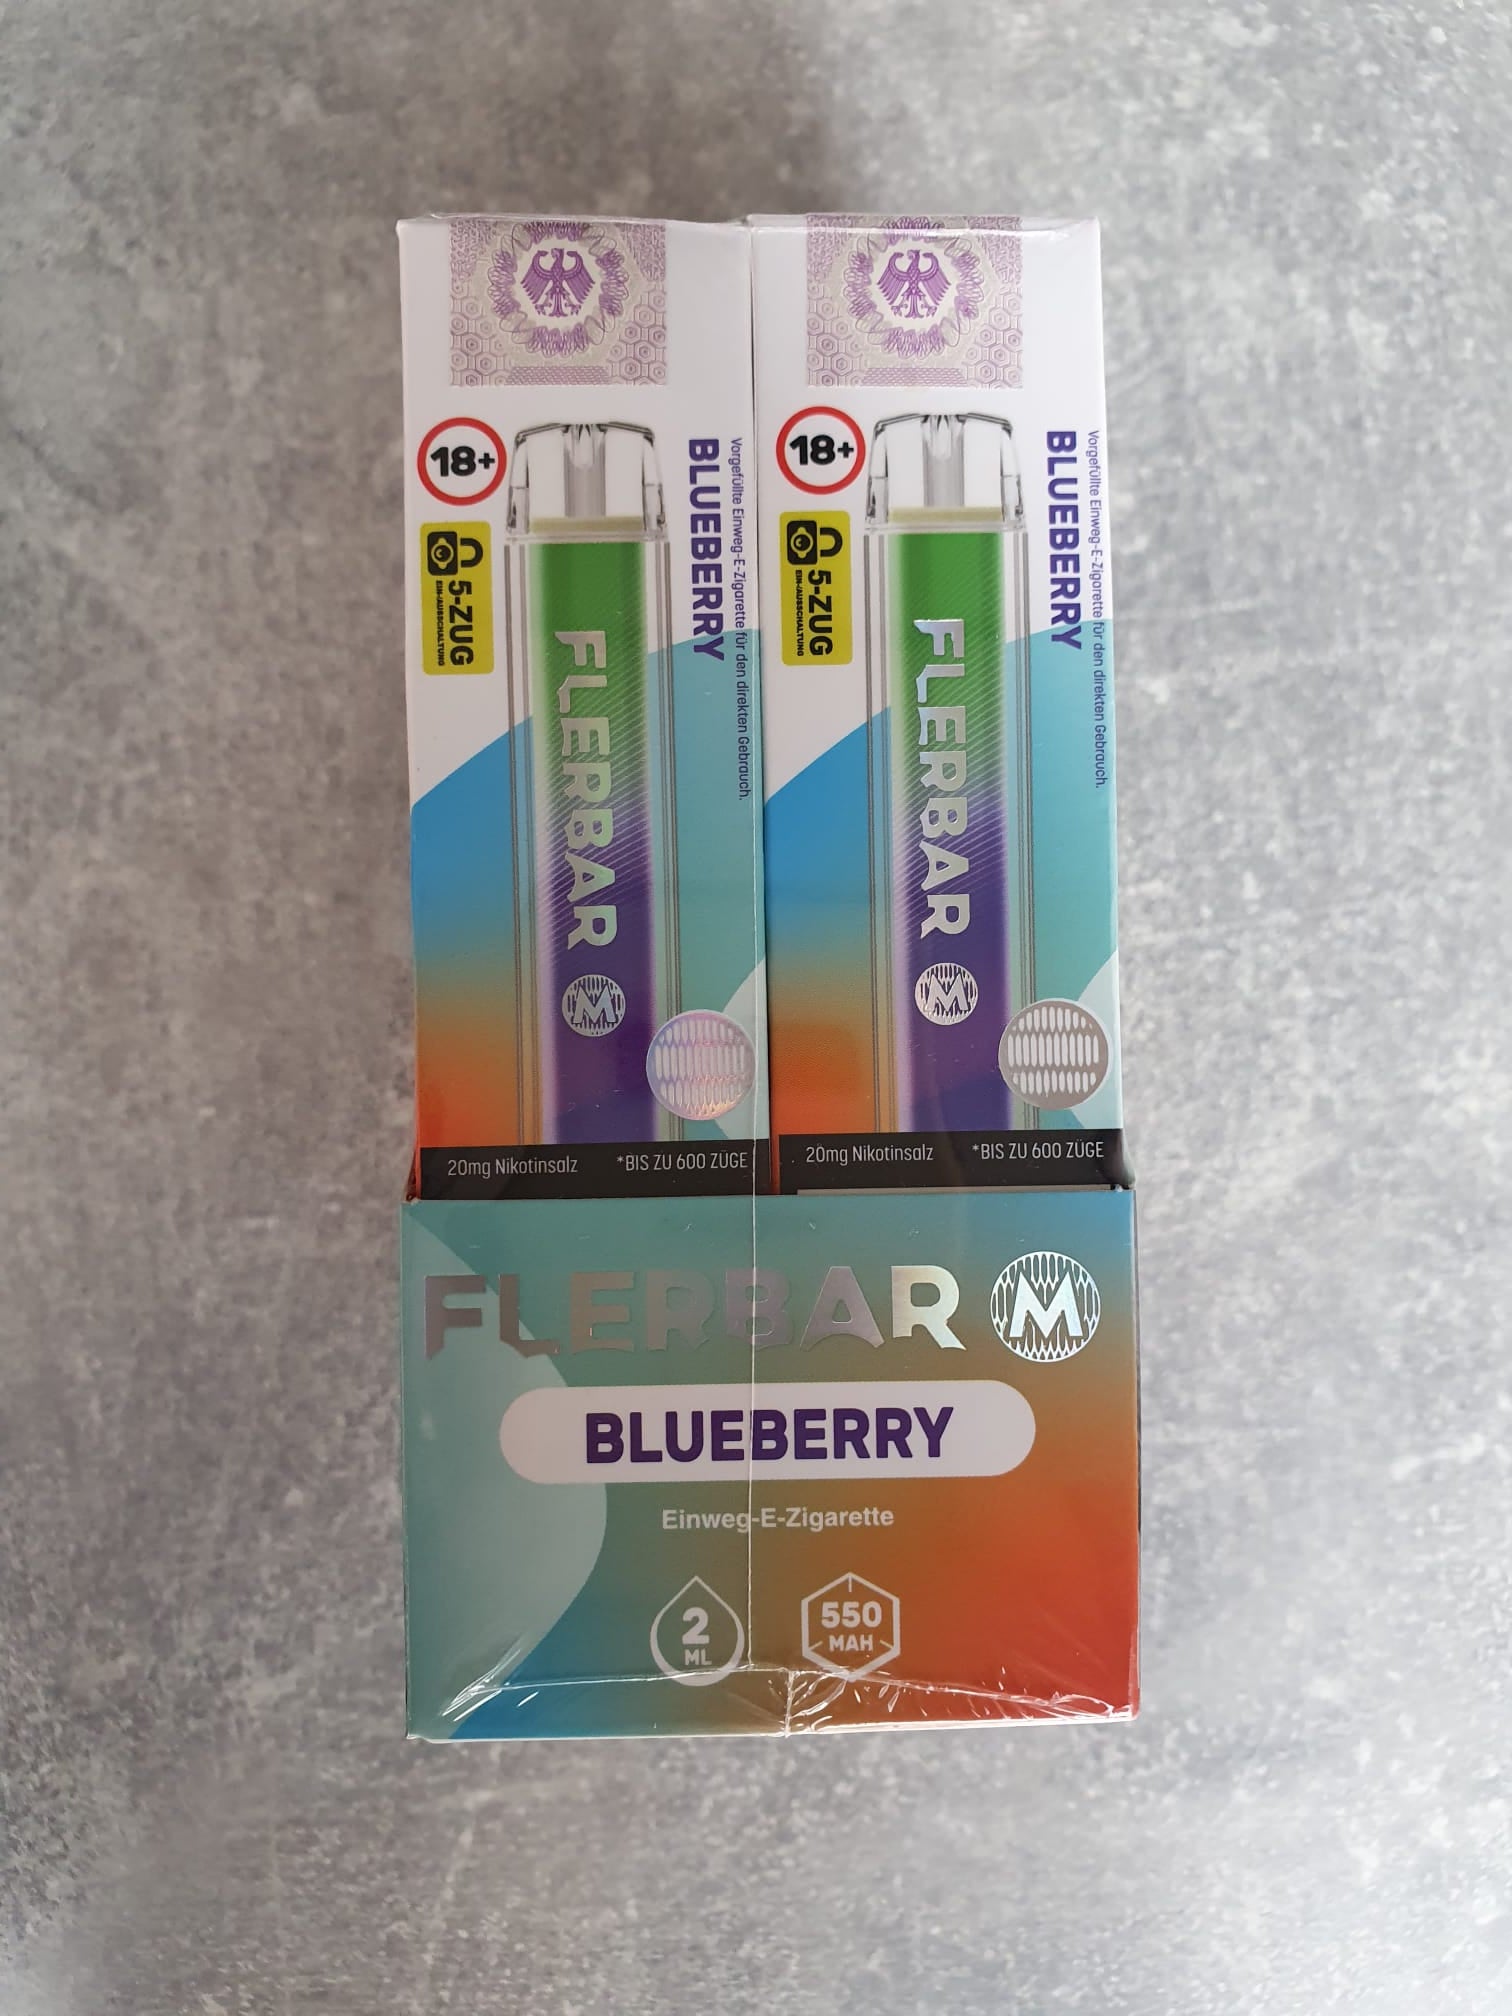 18+
5-ZUG
EIN-/AUSSCHALTUNG
FLERBAR
M
BLUEBERRY
Vorgefüllte Einweg-E-Zigarette für den direkten Gebrauch.
20mg Nikotinsalz
*BIS ZU 600 ZÜGE
18+
5-ZUG
EIN-/AUSSCHALTUNG
FLERBAR
M
BLUEBERRY
Vorgefüllte Einweg-E-Zigarette für den direkten Gebrauch.
20mg Nikotinsalz
*BIS ZU 600 ZÜGE
FLERBAR M
BLUEBERRY
Einweg-E-Zigarette
2
ML
550
MAH